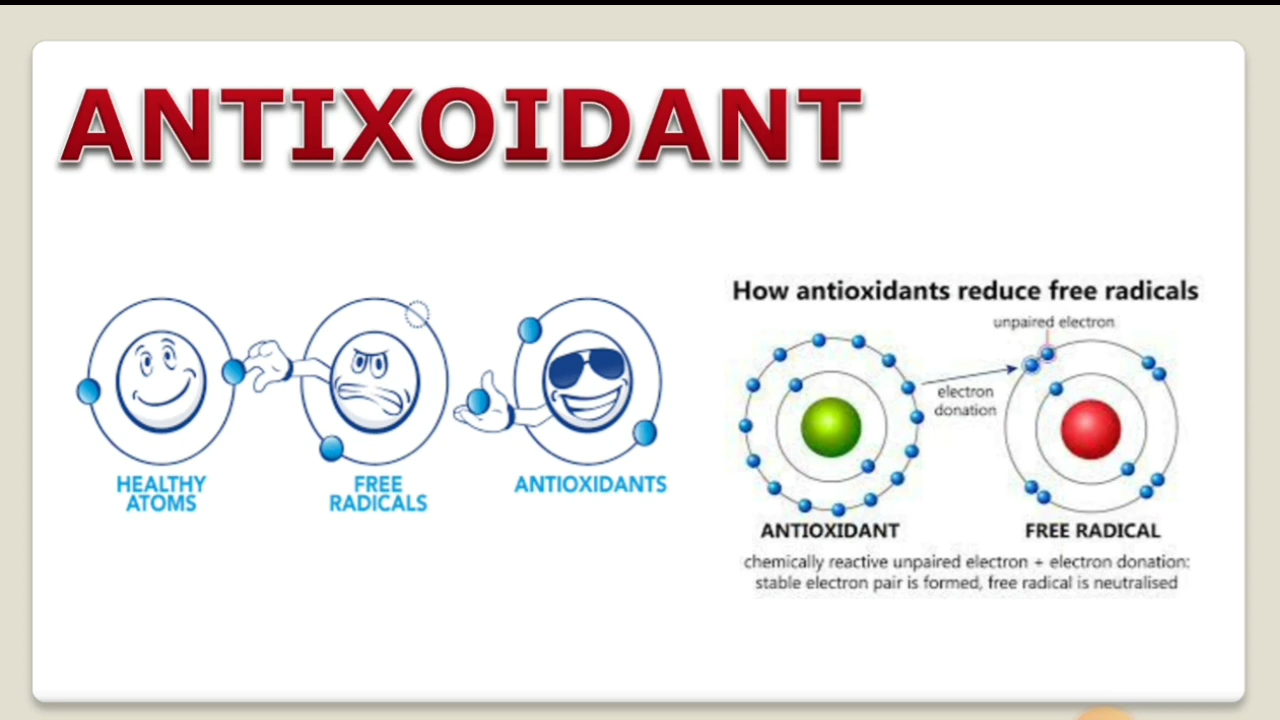 ANTIXOIDANT
HEALTHY
ATOMS
FREE
RADICALS
ANTIOXIDANTS
How antioxidants reduce free radicals
unpaired electron
electron
donation
ANTIOXIDANT
FREE RADICAL
chemically reactive unpaired electron + electron donation:
stable electron pair is formed, free radical is neutralised